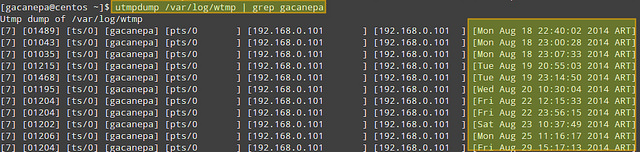 [gacanepa@centos ~]$ utmpdump /var/log/wtmp | grep gacanepa
Utmp dump of /var/log/wtmp
[7] [01489] [ts/0] [gacanepa] [pts/0 ] [192.168.0.101 ] [192.168.0.101 ] [Mon Aug 18 22:40:02 2014 ART]
[7] [01043] [ts/0] [gacanepa] [pts/0 ] [192.168.0.101 ] [192.168.0.101 ] [Mon Aug 18 23:00:28 2014 ART]
[7] [01035] [ts/0] [gacanepa] [pts/0 ] [192.168.0.101 ] [192.168.0.101 ] [Mon Aug 18 23:07:33 2014 ART]
[7] [01215] [ts/0] [gacanepa] [pts/0 ] [192.168.0.101 ] [192.168.0.101 ] [Tue Aug 19 20:55:03 2014 ART]
[7] [01468] [ts/0] [gacanepa] [pts/0 ] [192.168.0.101 ] [192.168.0.101 ] [Tue Aug 19 23:14:50 2014 ART]
[7] [01195] [ts/0] [gacanepa] [pts/0 ] [192.168.0.101 ] [192.168.0.101 ] [Wed Aug 20 10:30:04 2014 ART]
[7] [01204] [ts/0] [gacanepa] [pts/0 ] [192.168.0.101 ] [192.168.0.101 ] [Fri Aug 22 12:15:33 2014 ART]
[7] [01204] [ts/0] [gacanepa] [pts/0 ] [192.168.0.101 ] [192.168.0.101 ] [Fri Aug 22 23:56:15 2014 ART]
[7] [01202] [ts/0] [gacanepa] [pts/0 ] [192.168.0.101 ] [192.168.0.101 ] [Sat Aug 23 10:37:49 2014 ART]
[7] [01206] [ts/0] [gacanepa] [pts/0 ] [192.168.0.101 ] [192.168.0.101 ] [Mon Aug 25 11:16:17 2014 ART]
[7] [01204] [ts/0] [gacanepa] [pts/0 ] [192.168.0.101 ] [192.168.0.101 ] [Fri Aug 29 15:17:13 2014 ART]